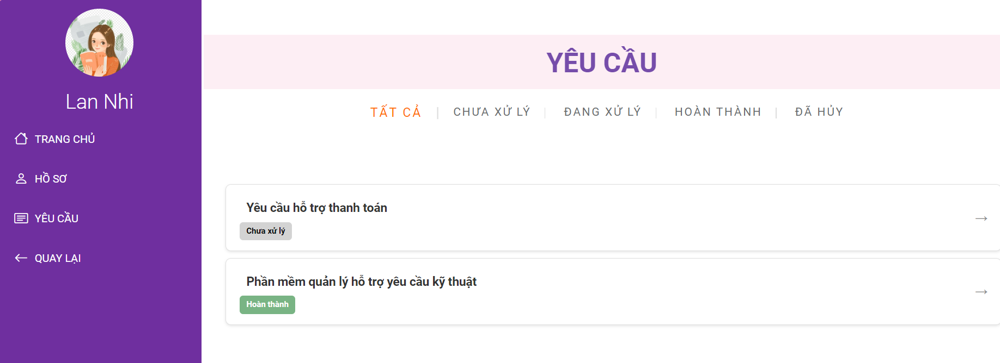 Lan Nhi
TRANG CHỦ
HỒ SƠ
YÊU CẦU
QUAY LẠI
YÊU CẦU
TẤT CẢ | CHƯA XỬ LÝ | ĐANG XỬ LÝ | HOÀN THÀNH | ĐÃ HỦY
Yêu cầu hỗ trợ thanh toán
Chưa xử lý
Phần mềm quản lý hỗ trợ yêu cầu kỹ thuật
Hoàn thành